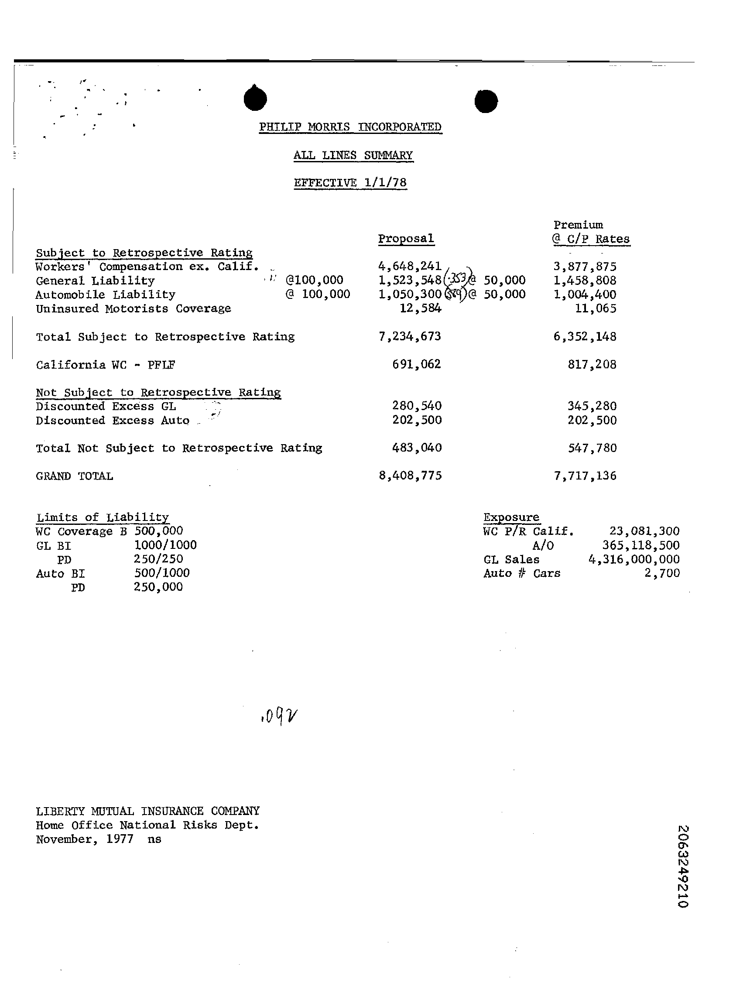 PHILIP MORRIS INCORPORATED
ALL LINES SUMMARY
EFFECTIVE 1/1/78
Premium
Proposal @ C/P Rates
Subject to Retrospective Rating
Workers' Compensation ex. Calif. 4,648,241 3,877,875
General Liability @100,000 1,523,548 (.353) @ 50,000 1,458,808
Automobile Liability @ 100,000 1,050,300 @ 50,000 1,004,400
Uninsured Motorists Coverage 12,584 11,065
Total Subject to Retrospective Rating 7,234,673 6,352,148
California WC - PFLF 691,062 817,208
Not Subject to Retrospective Rating
Discounted Excess GL 280,540 345,280
Discounted Excess Auto 202,500 202,500
Total Not Subject to Retrospective Rating 483,040 547,780
GRAND TOTAL 8,408,775 7,717,136
Limits of Liability Exposure
WC Coverage B 500,000 WC P/R Calif. 23,081,300
GL BI 1000/1000 A/O 365,118,500
PD 250/250 GL Sales 4,316,000,000
Auto BI 500/1000 Auto # Cars 2,700
PD 250,000
.092
LIBERTY MUTUAL INSURANCE COMPANY
Home Office National Risks Dept.
November, 1977 ns
2063249210